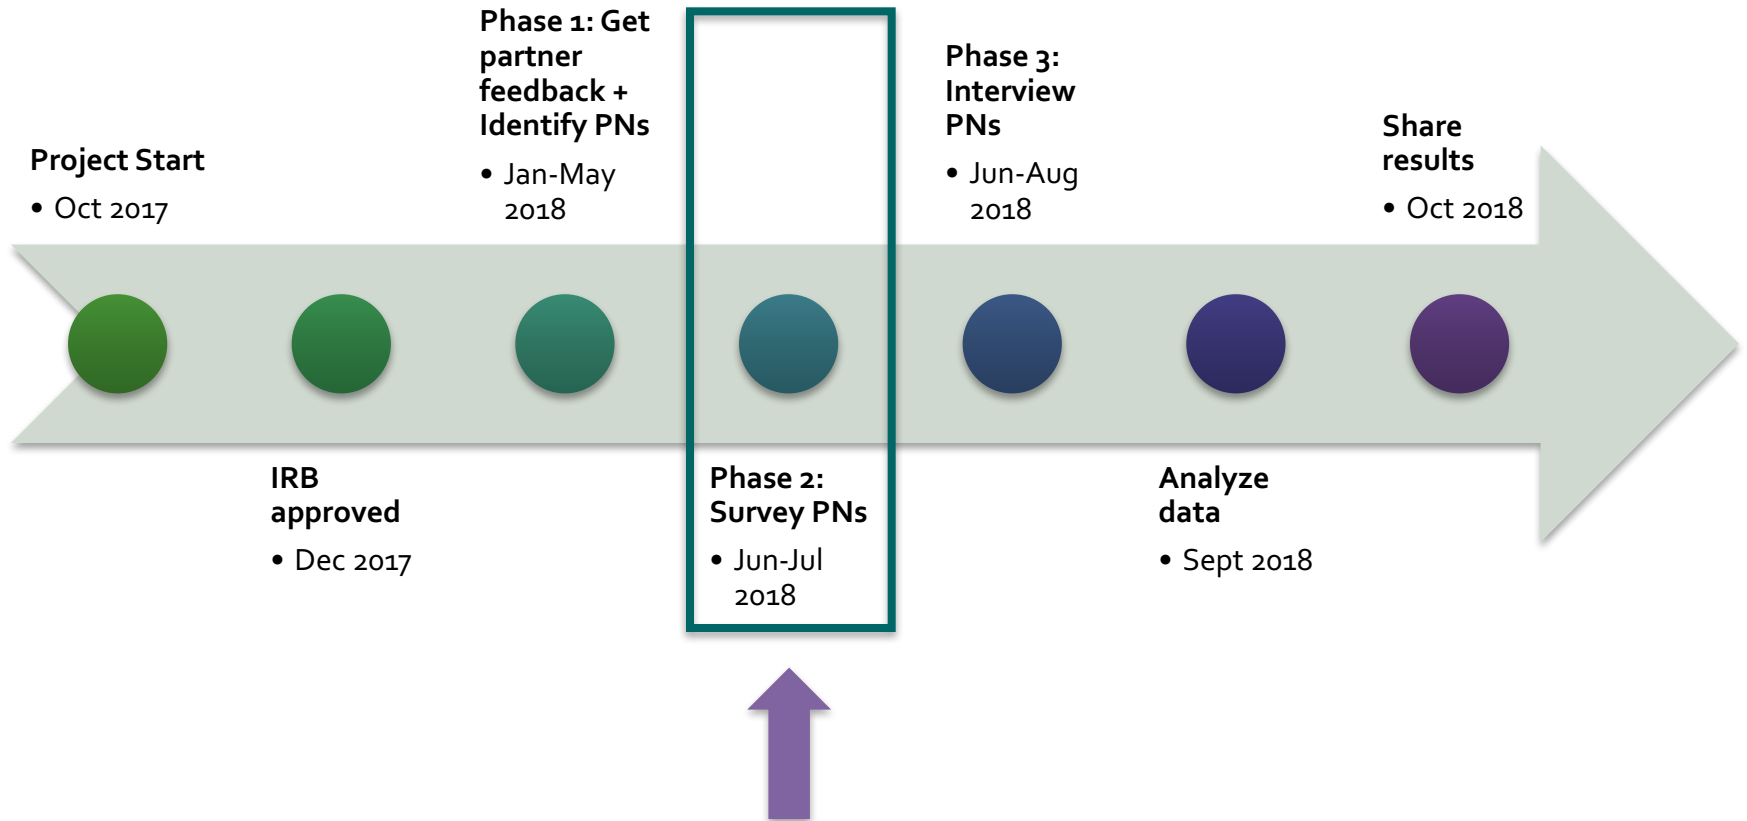 Project Start
• Oct 2017
IRB
approved
• Dec 2017
Phase 1: Get
partner
feedback +
Identify PNs
• Jan-May
2018
Phase 2:
Survey PNs
• Jun-Jul
2018
Phase 3:
Interview
PNs
• Jun-Aug
2018
Analyze
data
• Sept 2018
Share
results
• Oct 2018